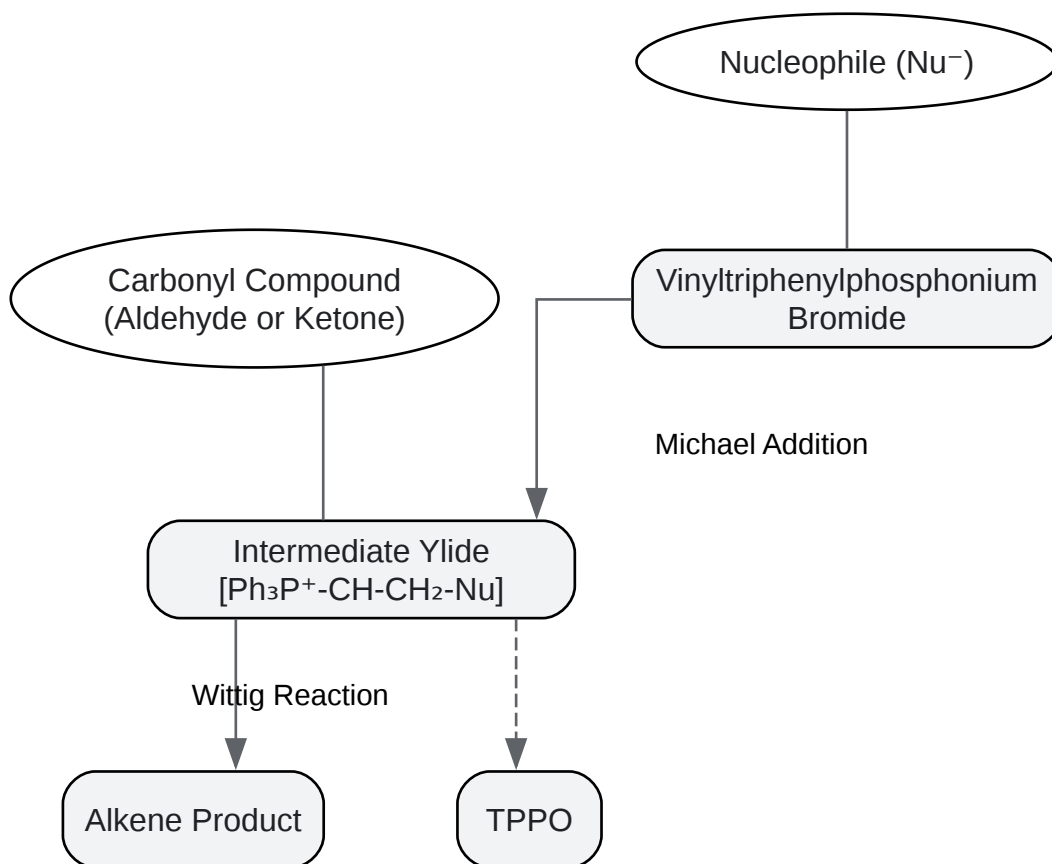 Nucleophile (Nu⁻)
Carbonyl Compound
(Aldehyde or Ketone)
Vinyltriphenylphosphonium
Bromide
Michael Addition
Intermediate Ylide
[Ph₃P⁺-CH-CH₂-Nu]
Wittig Reaction
Alkene Product
TPPO